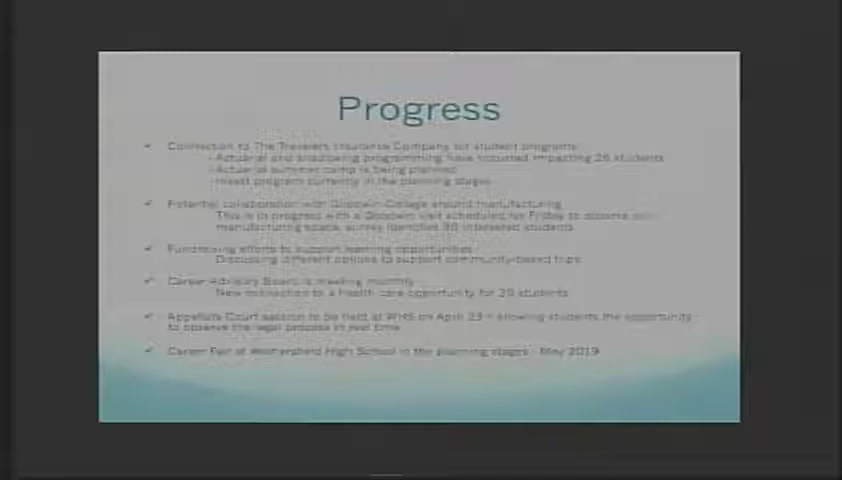 Progress
Connection to The Travelers Insurance Company for student programs
-Actuarial and programming have occurred impacting 26 students
-Actuarial summer camp is being planned
program currently in the planning stages
Potential collaboration with Goodwin College around manufacturing
This is in progress with a Goodwin visit scheduled for Friday to
manufacturing space, survey identifies 90 interested students
Fundraising efforts to support learning opportunities
Discussing different options to support community-based trips
Career Advisory Board is meeting monthly
New connection to a health care opportunity for 20 students
Appellate Court session to be held at WHS on April 23 - allowing students the opportunity
to observe the legal process in real time
Career Fair at Wethersfield High School in the planning stages - May 2019